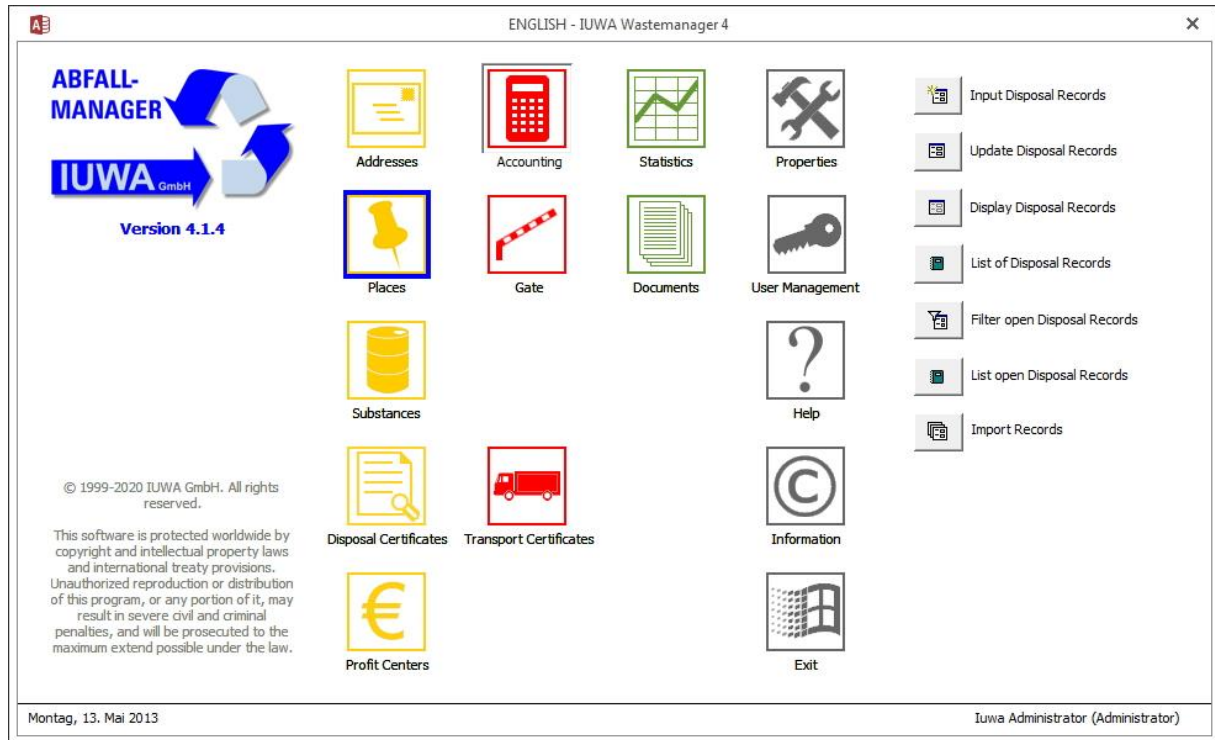 ENGLISH - IUWA Wastemanager 4
ABFALL-
MANAGER
IUWA GmbH
Version 4.1.4
© 1999-2020 IUWA GmbH. All rights
reserved.
This software is protected worldwide by
copyright and intellectual property laws
and international treaty provisions.
Unauthorized reproduction or distribution
of this program, or any portion of it, may
result in severe civil and criminal
penalties, and will be prosecuted to the
maximum extend possible under the law.
Addresses
Accounting
Statistics
Properties
Places
Gate
Documents
User Management
Substances
Help
Disposal Certificates
Transport Certificates
Information
Profit Centers
Exit
Input Disposal Records
Update Disposal Records
Display Disposal Records
List of Disposal Records
Filter open Disposal Records
List open Disposal Records
Import Records
Montag, 13. Mai 2013
Iuwa Administrator (Administrator)